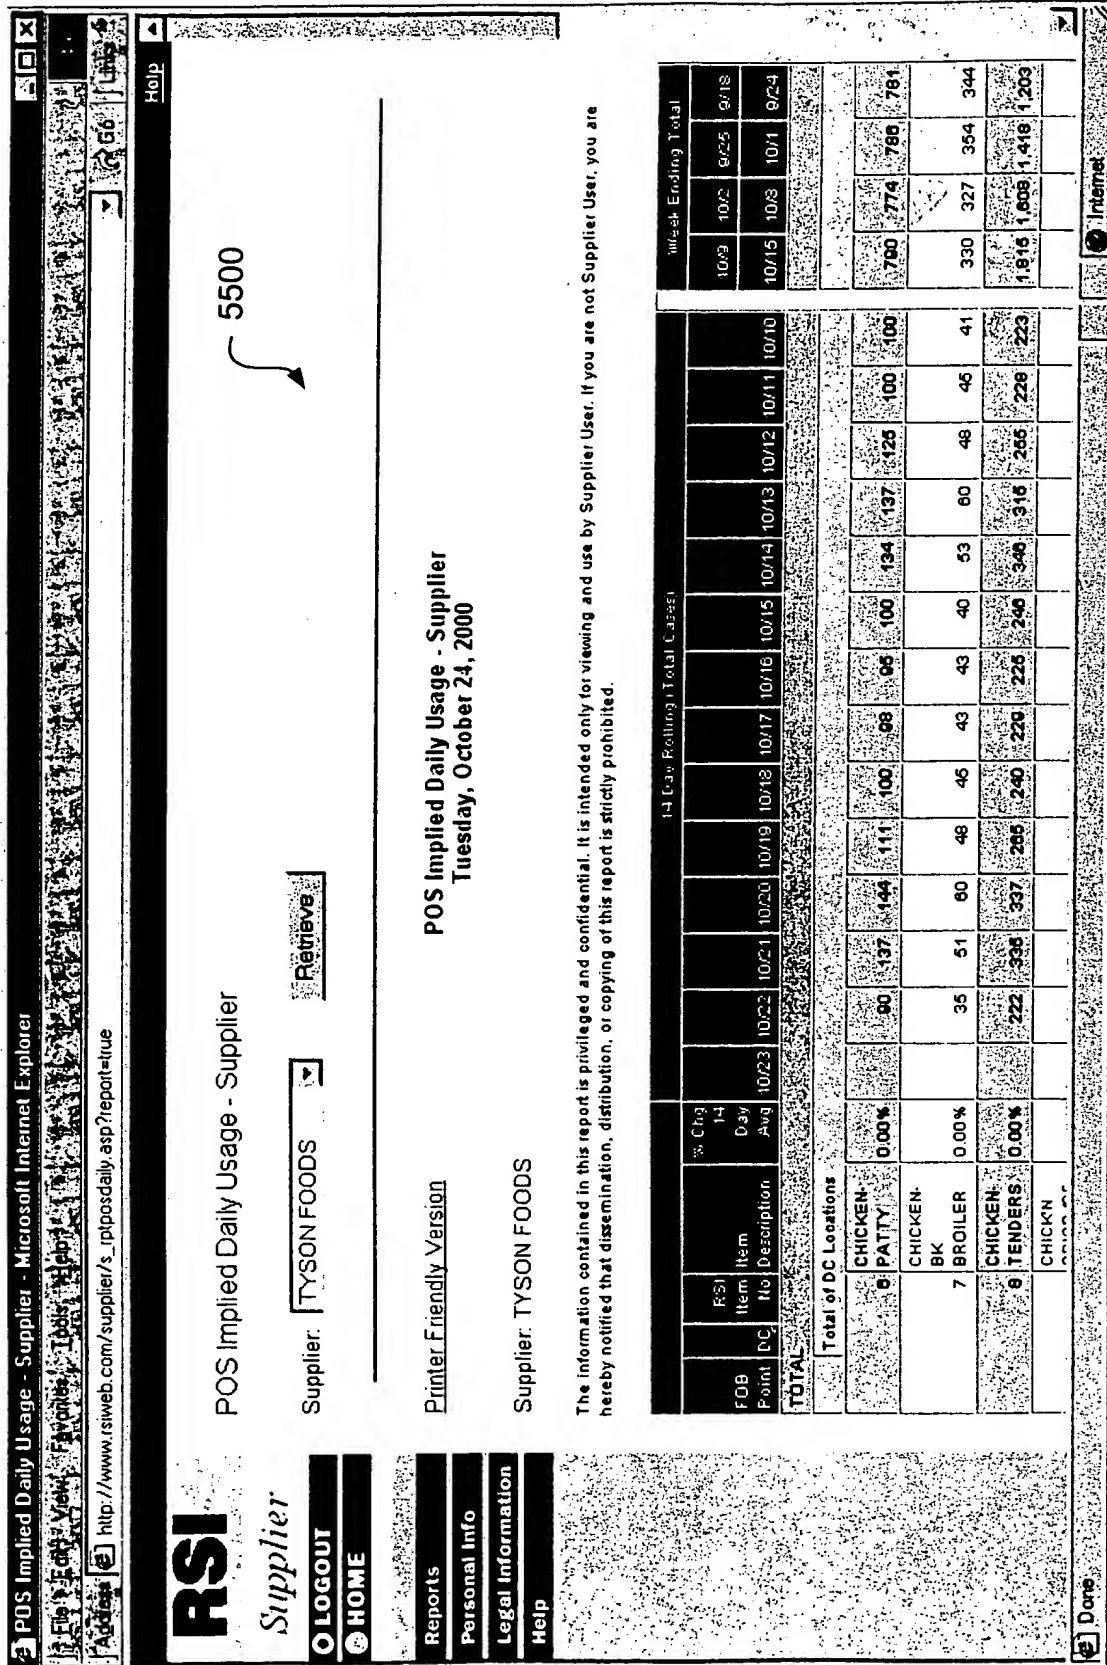 POS Implied Daily Usage - Supplier - Microsoft Internet Explorer
File Edit View Favorites Tools Help
Address http://www.rsiweb.com/supplier/s_rptposdaily.asp?report=true Go Links
Help
RSI
Supplier
LOGOUT
HOME
Reports
Personal Info
Legal Information
Help
POS Implied Daily Usage - Supplier
5500
Supplier: TYSON FOODS Retrieve
Printer Friendly Version
POS Implied Daily Usage - Supplier
Tuesday, October 24, 2000
Supplier: TYSON FOODS
The information contained in this report is privileged and confidential. It is intended only for viewing and use by Supplier User. If you are not Supplier User, you are
hereby notified that dissemination, distribution, or copying of this report is strictly prohibited.
14 Day Rolling (Total Cases) Week Ending Total
% Chg 14 Day Avg 10/9 10/2 9/25 9/18
FOB Point DC RSI Item No Item Description 10/23 10/22 10/21 10/20 10/19 10/18 10/17 10/16 10/15 10/14 10/13 10/12 10/11 10/10 10/15 10/8 10/1 9/24
TOTAL
Total of DC Locations
6 CHICKEN-PATTY 0.00% 90 137 144 111 100 98 95 100 134 137 125 100 100 790 774 786 781
7 CHICKEN-BK BROILER 0.00% 35 51 60 48 45 43 43 40 53 60 48 45 41 330 327 354 344
8 CHICKEN-TENDERS 0.00% 222 335 337 265 240 229 225 246 346 315 255 228 223 1,815 1,609 1,418 1,203
CHICKN
Done Internet